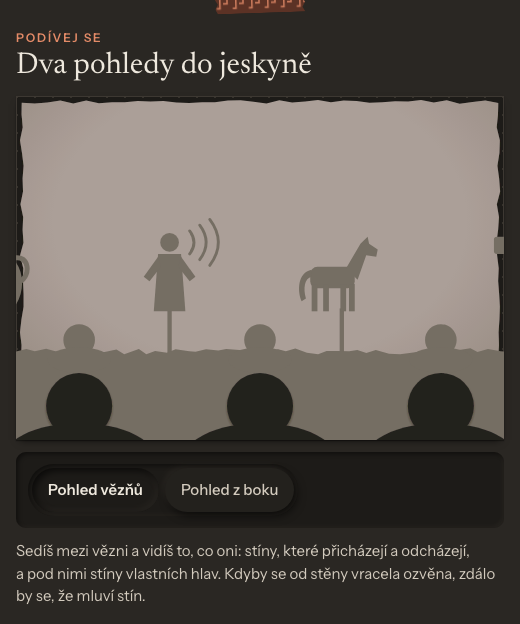 PODÍVEJ SE
Dva pohledy do jeskyně
Pohled vězňů
Pohled z boku
Sedíš mezi vězni a vidíš to, co oni: stíny, které přicházejí a odcházejí,
a pod nimi stíny vlastních hlav. Kdyby se od stěny vracela ozvěna, zdálo
by se, že mluví stín.